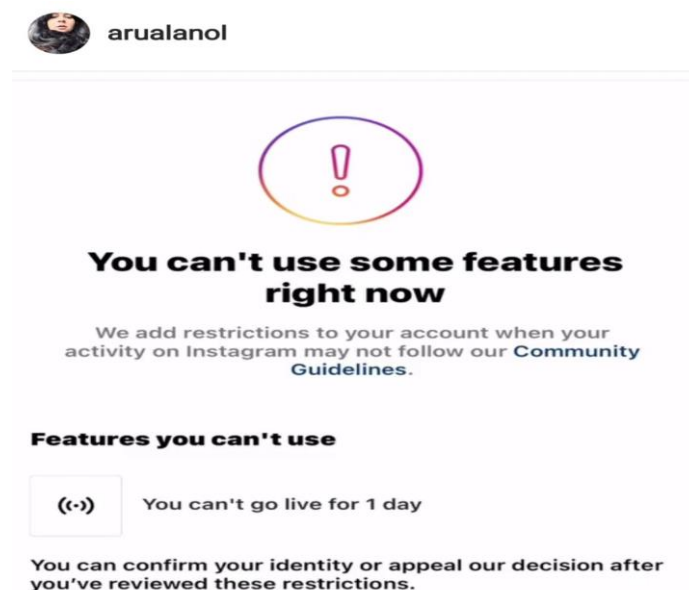 arualanol
You can't use some features
right now
We add restrictions to your account when your
activity on Instagram may not follow our Community
Guidelines.
Features you can't use
You can't go live for 1 day
You can confirm your identity or appeal our decision after
you've reviewed these restrictions.